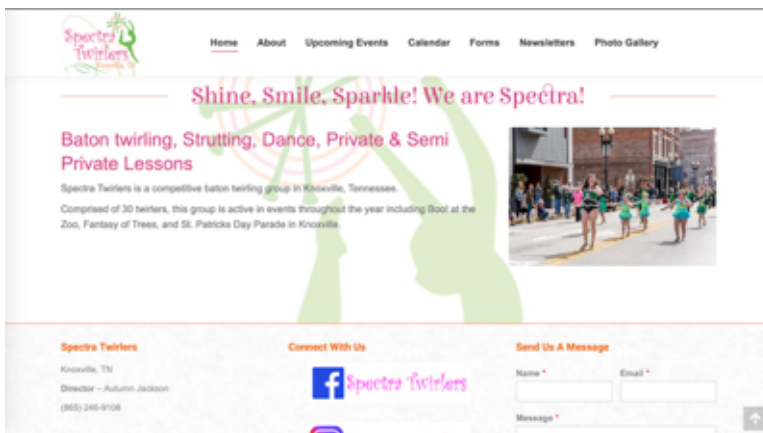 Spectra
Twirlers
Home About Upcoming Events Calendar Forms Newsletters Photo Gallery
Shine, Smile, Sparkle! We are Spectra!
Baton twirling, Strutting, Dance, Private & Semi
Private Lessons
Spectra Twirlers is a competitive baton twirling group in Knoxville, Tennessee.
Comprised of 30 twirlers, this group is active in events throughout the year including Boo! at the
Zoo, Fantasy of Trees, and St. Patricks Day Parade in Knoxville.
Spectra Twirlers
Knoxville, TN
Director – Autumn Jackson
(865) 246-9108
Connect With Us
Spectra Twirlers
Send Us A Message
Name * Email *
Message *